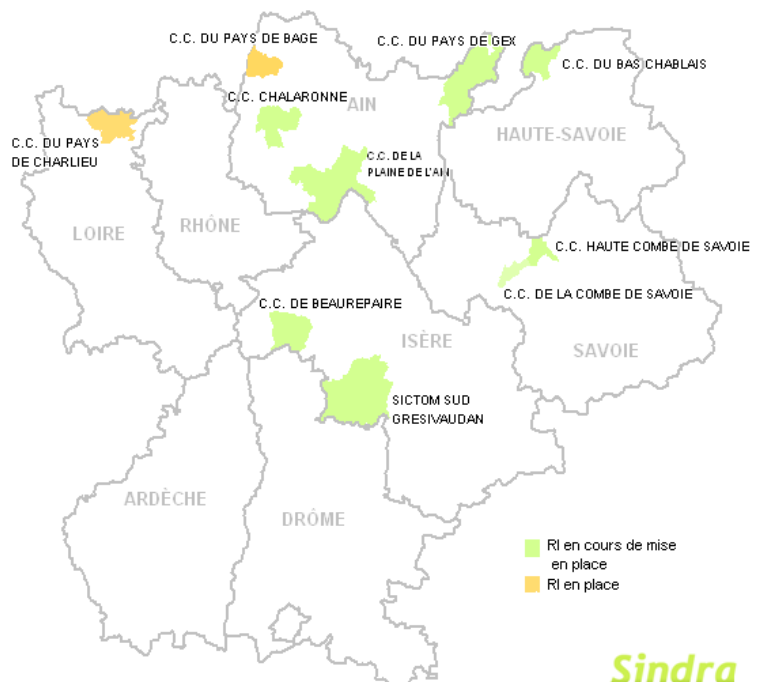 C.C. DU PAYS DE BAGE
C.C. DU PAYS DE GEX
C.C. DU BAS CHABLAIS
C.C. CHALARONNE
AIN
HAUTE-SAVOIE
C.C. DU PAYS
DE CHARLIEU
C.C. DE LA
PLAINE DE L'AIN
LOIRE
RHÔNE
C.C. HAUTE COMBE DE SAVOIE
C.C. DE LA COMBE DE SAVOIE
C.C. DE BEAUREPAIRE
ISÈRE
SAVOIE
SICTOM SUD
GRESIVAUDAN
ARDÈCHE
DRÔME
RI en cours de mise
en place
RI en place
Sindra